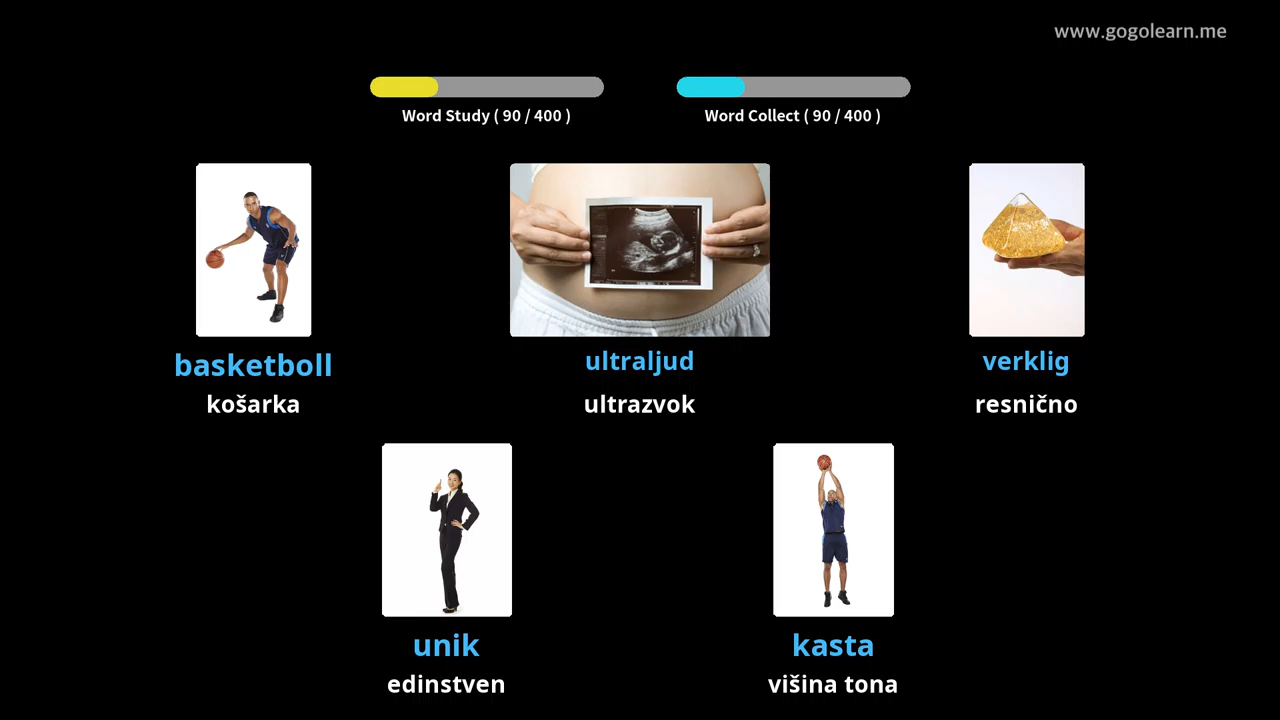 www.gogolearn.me
Word Study ( 90 / 400 )
Word Collect ( 90 / 400 )
basketboll
košarka
ultraljud
ultrazvok
verklig
resnično
unik
edinstven
kasta
višina tona